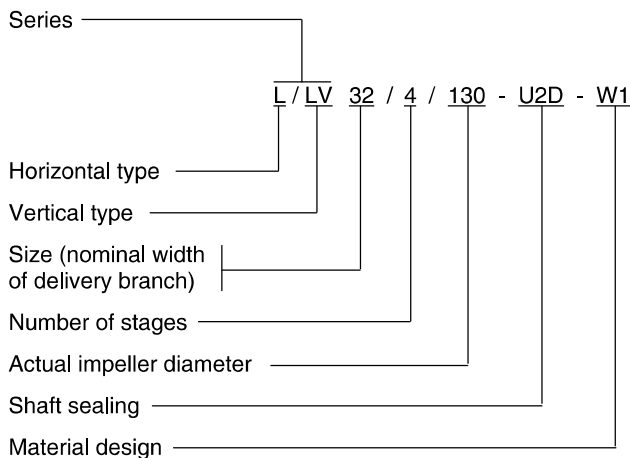 Series
L / LV 32 / 4 / 130 - U2D - W1
Horizontal type
Vertical type
Size (nominal width
of delivery branch)
Number of stages
Actual impeller diameter
Shaft sealing
Material design